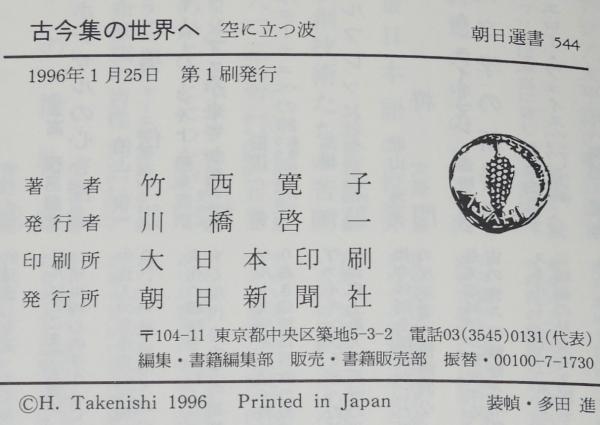 古今集の世界へ 空に立つ波 朝日選書 544
1996年1月25日 第1刷発行
著者 竹西寛子
発行者 川橋啓一
印刷所 大日本印刷
発行所 朝日新聞社
〒104-11 東京都中央区築地5-3-2 電話03(3545)0131(代表)
編集・書籍編集部 販売・書籍販売部 振替・00100-7-1730
©H. Takenishi 1996 Printed in Japan 装幀・多田 進
ASAHI